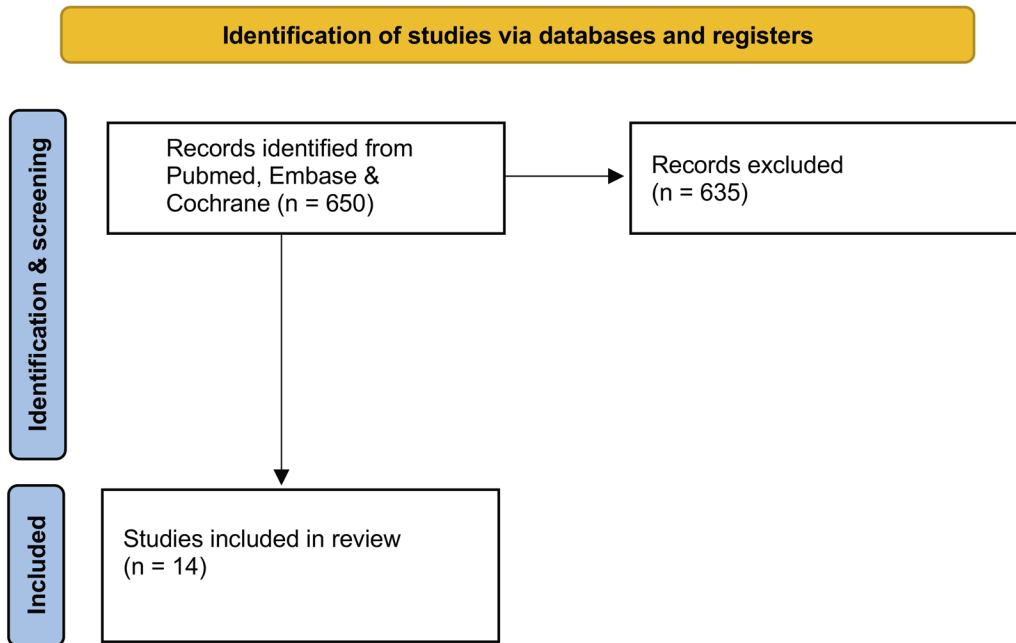 Identification of studies via databases and registers
Identification & screening
Records identified from
Pubmed, Embase &
Cochrane (n = 650)
Records excluded
(n = 635)
Included
Studies included in review
(n = 14)